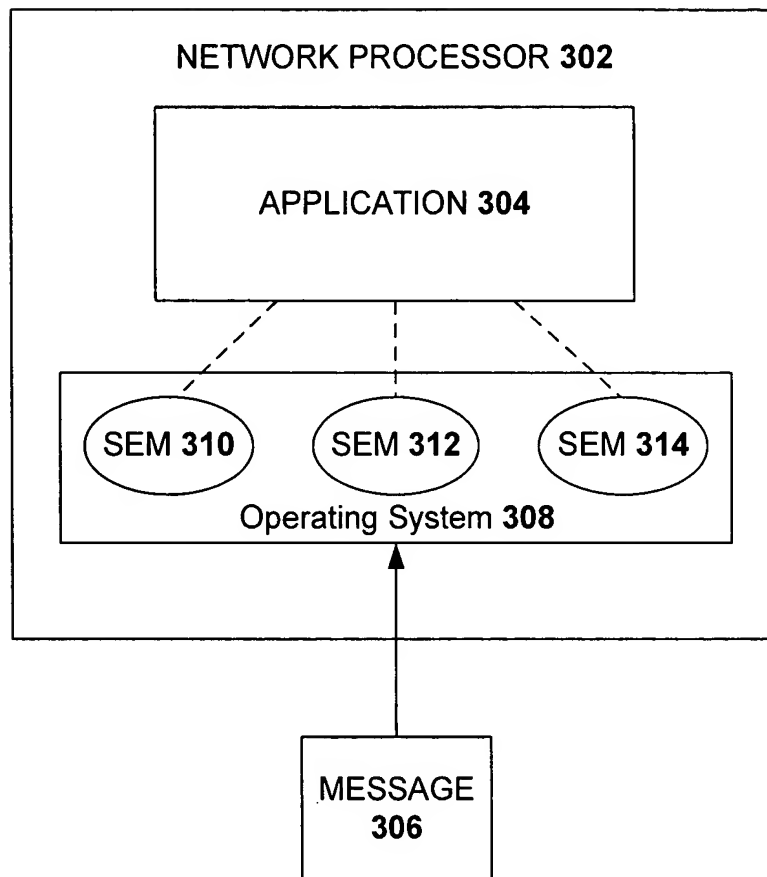 NETWORK PROCESSOR 302
APPLICATION 304
SEM 310
SEM 312
SEM 314
Operating System 308
MESSAGE
306